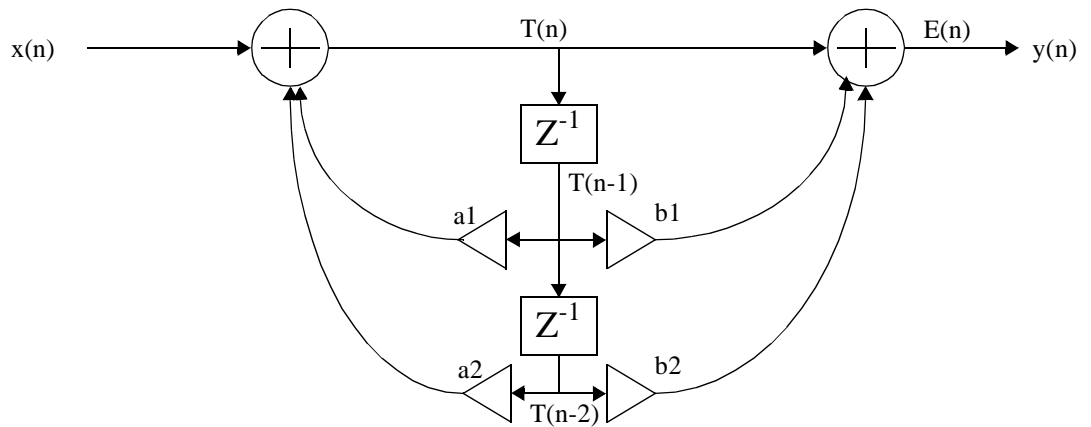 T(n)
E(n)
x(n)
y(n)
Z-1
T(n-1)
a1
b1
Z-1
a2
b2
T(n-2)